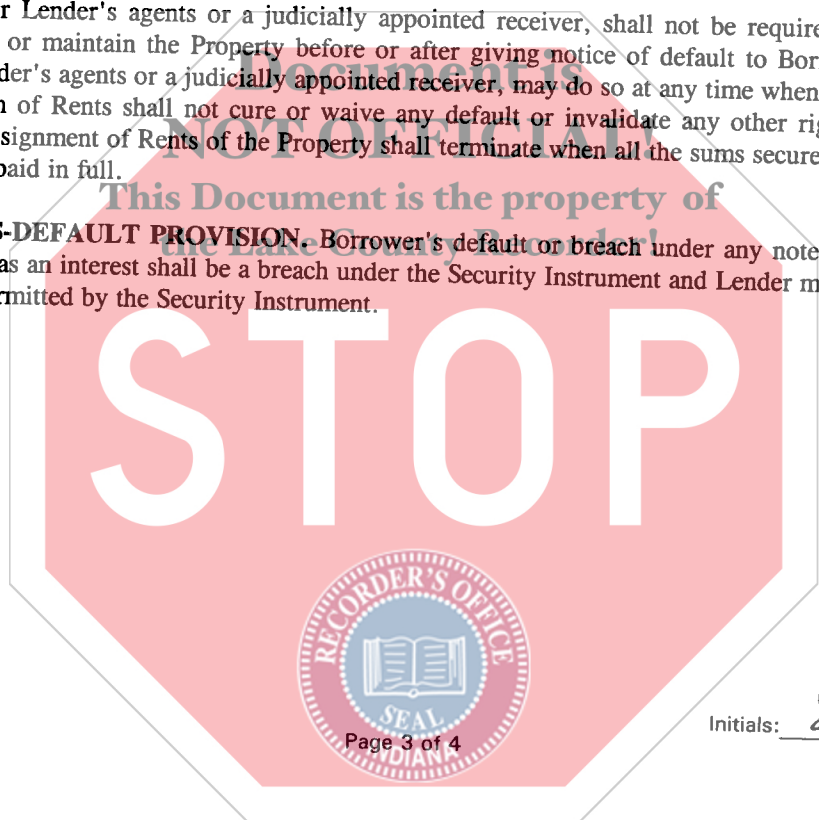 r Lender's agents or a judicially appointed receiver, shall not be require
or maintain the Property before or after giving notice of default to Bor
der's agents or a judicially appointed receiver, may do so at any time when
n of Rents shall not cure or waive any default or invalidate any other rig
signment of Rents of the Property shall terminate when all the sums secure
paid in full.
S-DEFAULT PROVISION. Borrower's default or breach under any note
as an interest shall be a breach under the Security Instrument and Lender m
rmitted by the Security Instrument.
Document is
NOT OFFICIAL!
This Document is the property of
the Lake County Recorder!
STOP
RECORDER'S OFFICE
SEAL
INDIANA
Page 3 of 4
Initials: